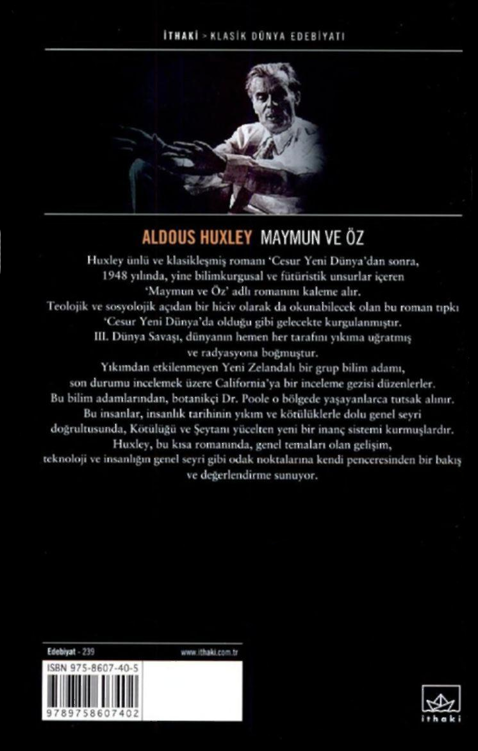 İTHAKİ > KLASİK DÜNYA EDEBİYATI
ALDOUS HUXLEY MAYMUN VE ÖZ
Huxley ünlü ve klasikleşmiş romanı 'Cesur Yeni Dünya'dan sonra,
1948 yılında, yine bilimkurgusal ve fütüristik unsurlar içeren
'Maymun ve Öz' adlı romanını kaleme alır.
Teolojik ve sosyolojik açıdan bir hiciv olarak da okunabilecek olan bu roman tıpkı
'Cesur Yeni Dünya'da olduğu gibi gelecekte kurgulanmıştır.
III. Dünya Savaşı, dünyanın hemen her tarafını yıkıma uğratmış
ve radyasyona boğmuştur.
Yıkımdan etkilenmeyen Yeni Zelandalı bir grup bilim adamı,
son durumu incelemek üzere California'ya bir inceleme gezisi düzenlerler.
Bu bilim adamlarından, botanikçi Dr. Poole o bölgede yaşayanlarca tutsak alınır.
Bu insanlar, insanlık tarihinin yıkım ve kötülüklerle dolu genel seyri
doğrultusunda, Kötülüğü ve Şeytanı yücelten yeni bir inanç sistemi kurmuşlardır.
Huxley, bu kısa romanında, genel temaları olan gelişim,
teknoloji ve insanlığın genel seyri gibi odak noktalarına kendi penceresinden bir bakış
ve değerlendirme sunuyor.
Edebiyat - 239
www.ithaki.com.tr
ISBN 975-8607-40-5
9789758607402
ithaki